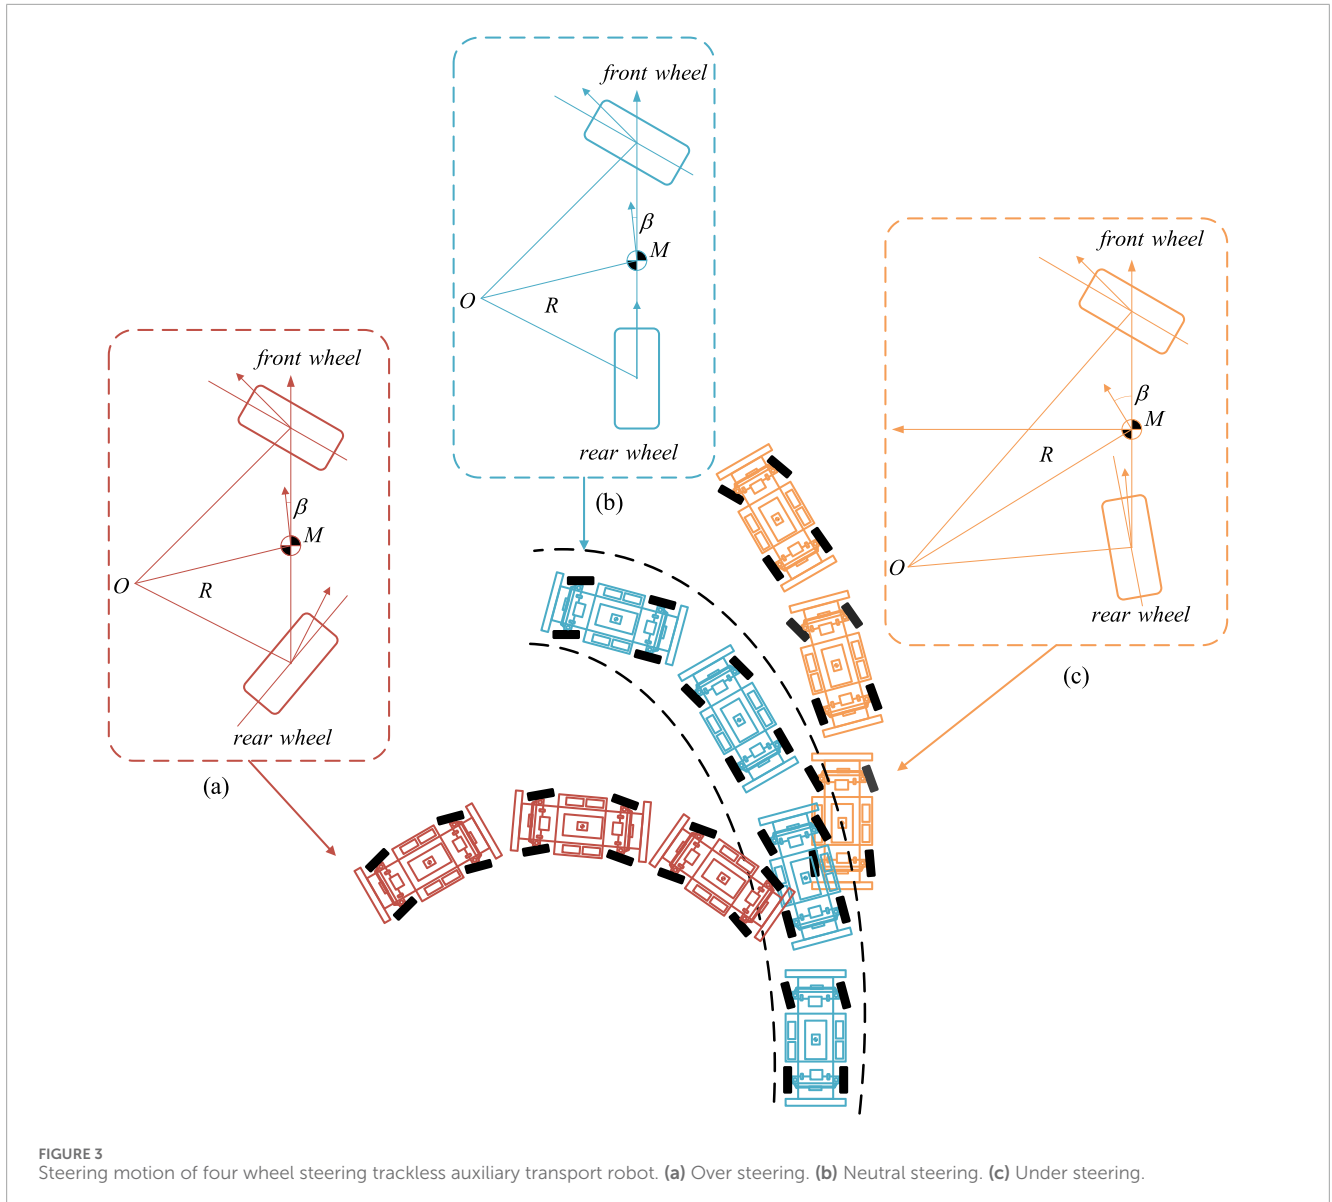 front wheel
β
M
O
R
rear wheel
(b)
front wheel
β
M
R
O
rear wheel
(c)
front wheel
β
M
O
R
rear wheel
(a)
FIGURE 3
Steering motion of four wheel steering trackless auxiliary transport robot. (a) Over steering. (b) Neutral steering. (c) Under steering.